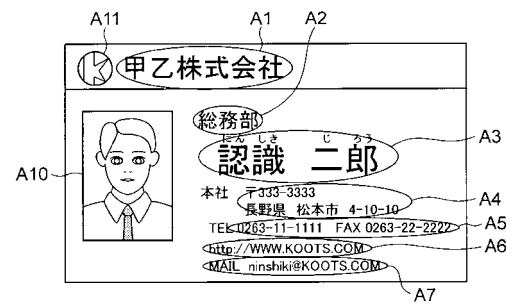 A11 A1 A2
甲乙株式会社
総務部
にん しき じ ろう
認識 二郎 A3
A10
本社 〒333-3333 A4
長野県 松本市 4-10-10
TEL 0263-11-1111 FAX 0263-22-2222 A5
http://WWW.KOOTS.COM A6
MAIL ninshiki@KOOTS.COM
A7